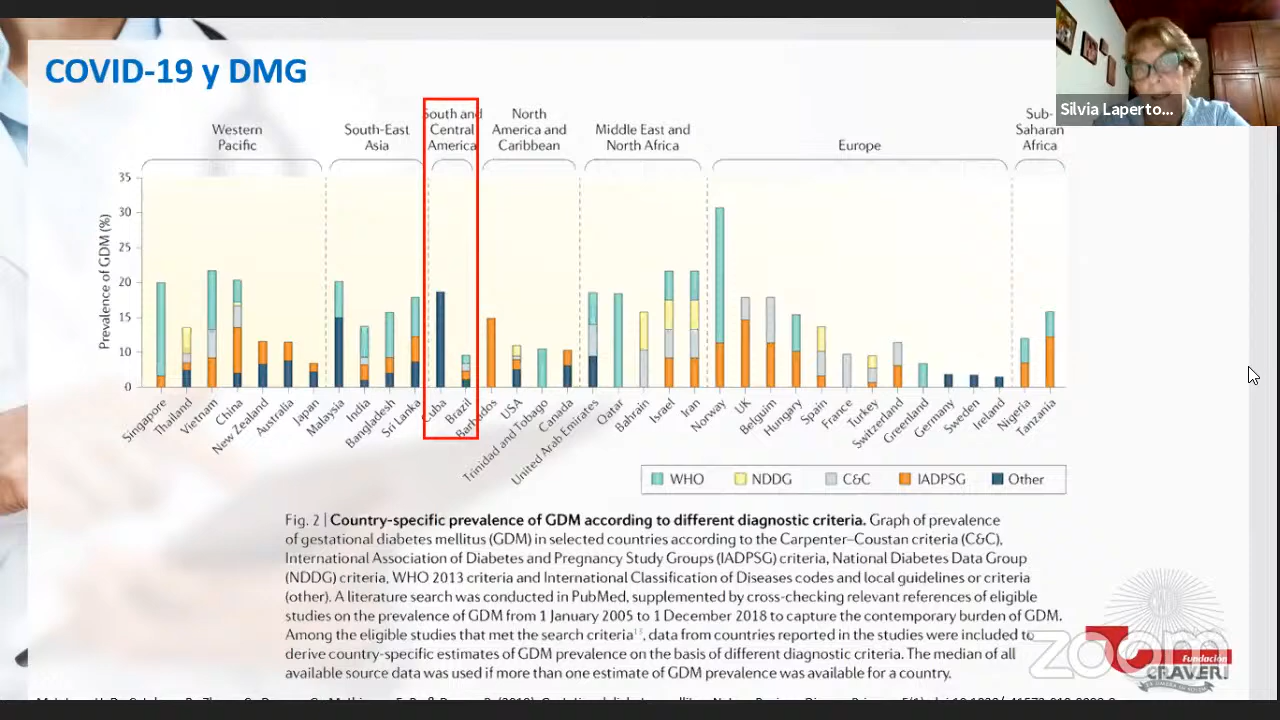 COVID-19 y DMG
Silvia Laperto...
Western
Pacific
South-East
Asia
South and
Central
America
North
America and
Caribbean
Middle East and
North Africa
Europe
Sub-
Saharan
Africa
Prevalence of GDM (%)
35
30
25
20
15
10
0
Singapore
Thailand
Vietnam
China
New Zealand
Australia
Japan
Malaysia
India
Bangladesh
Sri Lanka
Cuba
Brazil
Barbados
USA
Trinidad and Tobago
Canada
United Arab Emirates
Qatar
Bahrain
Israel
Iran
Norway
UK
Belgium
Hungary
Spain
France
Turkey
Switzerland
Greenland
Germany
Sweden
Ireland
Nigeria
Tanzania
WHO NDDG C&C IADPSG Other
Fig. 2 | Country-specific prevalence of GDM according to different diagnostic criteria. Graph of prevalence
of gestational diabetes mellitus (GDM) in selected countries according to the Carpenter–Coustan criteria (C&C),
International Association of Diabetes and Pregnancy Study Groups (IADPSG) criteria, National Diabetes Data Group
(NDDG) criteria, WHO 2013 criteria and International Classification of Diseases codes and local guidelines or criteria
(other). A literature search was conducted in PubMed, supplemented by cross-checking relevant references of eligible
studies on the prevalence of GDM from 1 January 2005 to 1 December 2018 to capture the contemporary burden of GDM.
Among the eligible studies that met the search criteria¹³, data from countries reported in the studies were included to
derive country-specific estimates of GDM prevalence on the basis of different diagnostic criteria. The median of all
available source data was used if more than one estimate of GDM prevalence was available for a country.
zoom
Fundación
CRAVERI